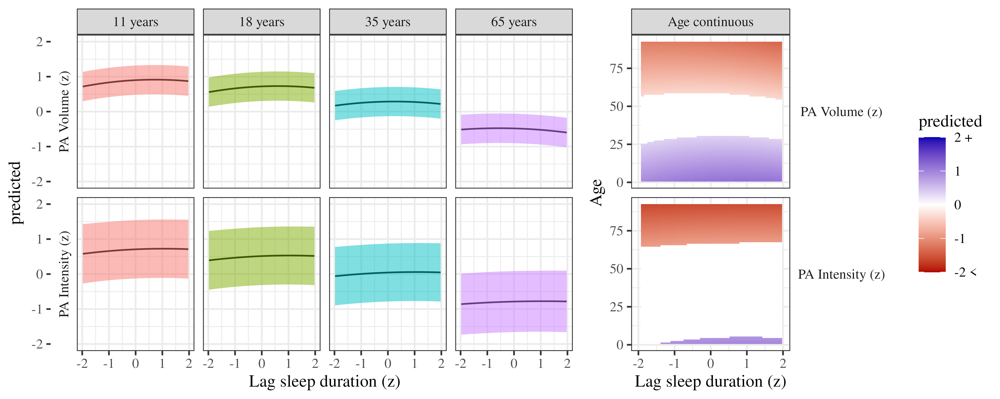 11 years
18 years
35 years
65 years
Age continuous
predicted
PA Volume (z)
2
1
0
-1
-2
PA Intensity (z)
2
1
0
-1
-2
-2 -1 0 1 2
-2 -1 0 1 2
-2 -1 0 1 2
-2 -1 0 1 2
Lag sleep duration (z)
Age
75
50
25
0
PA Volume (z)
75
50
25
0
PA Intensity (z)
-2 -1 0 1 2
Lag sleep duration (z)
predicted
2 +
1
0
-1
-2 <